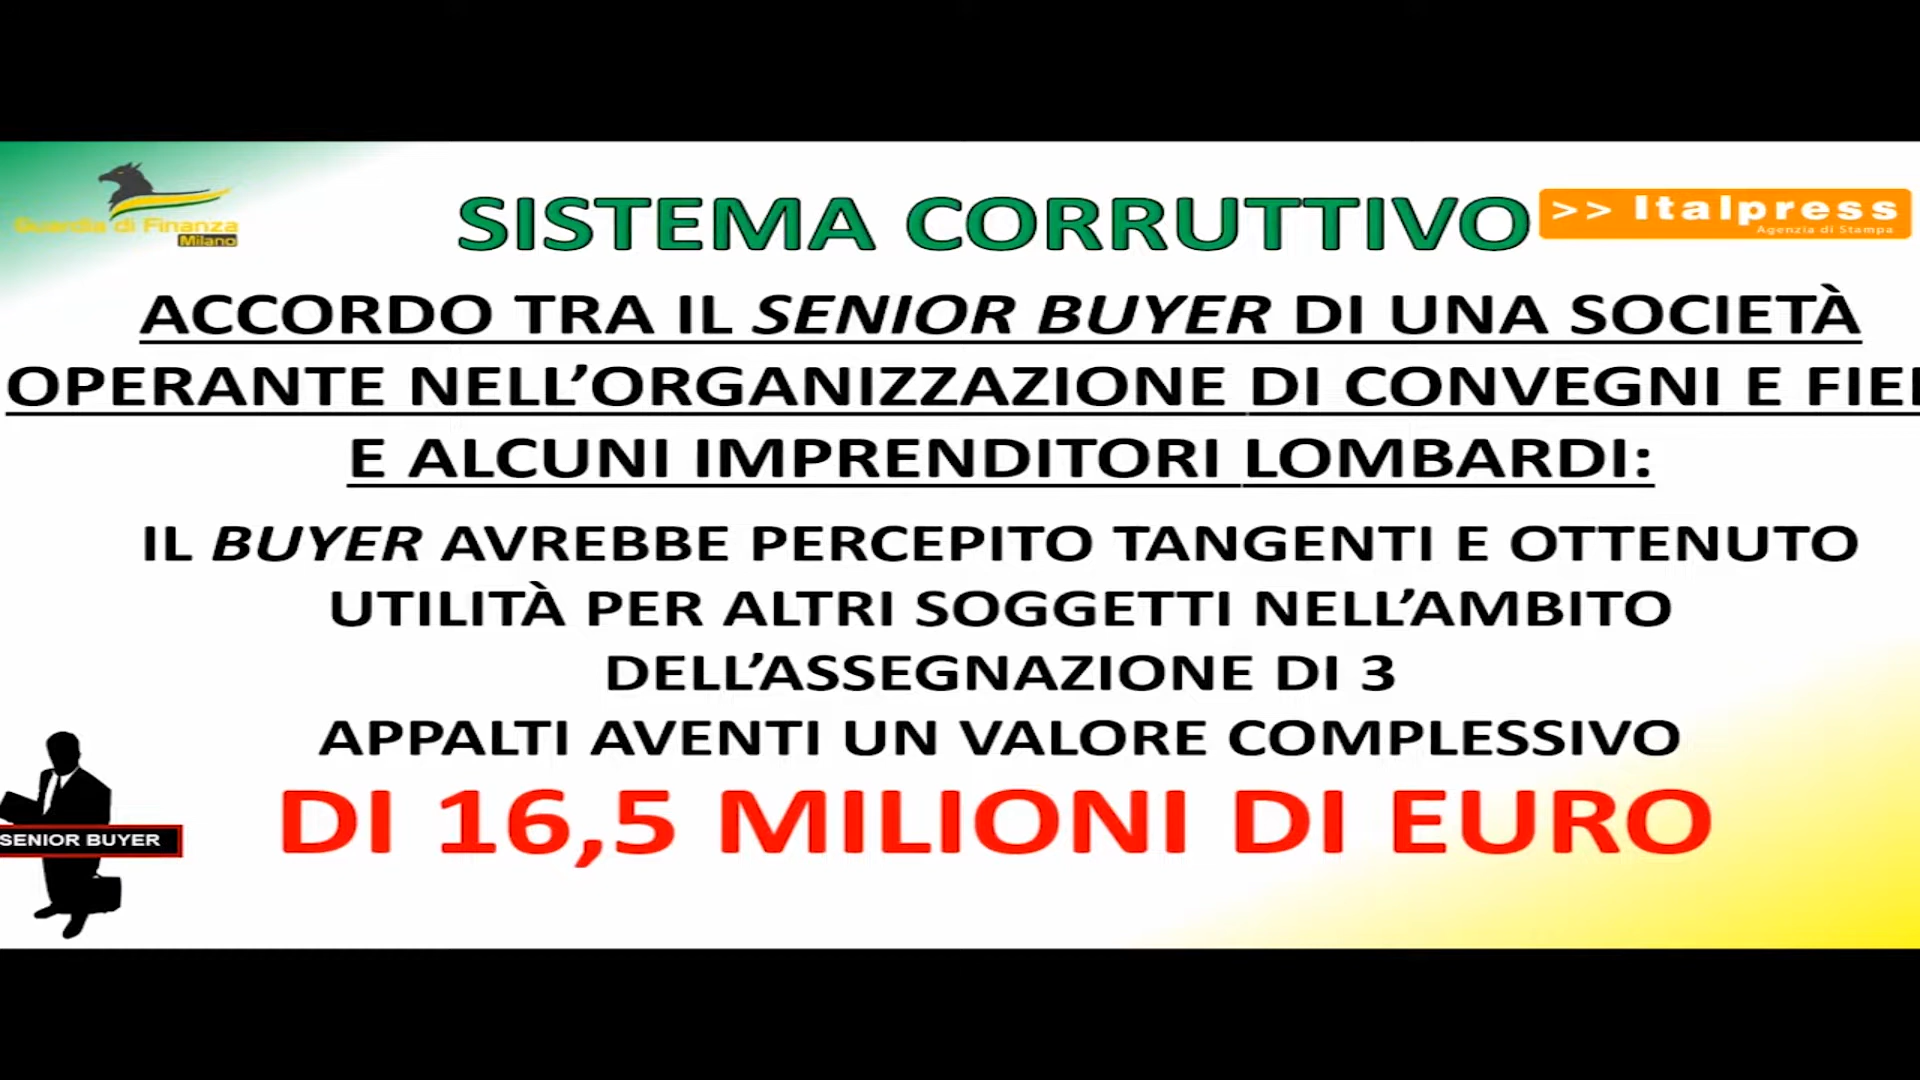 Guardia di Finanza
Milano
SISTEMA CORRUTTIVO
>> Italpress
Agenzia di Stampa
ACCORDO TRA IL SENIOR BUYER DI UNA SOCIETÀ
OPERANTE NELL’ORGANIZZAZIONE DI CONVEGNI E
E ALCUNI IMPRENDITORI LOMBARDI:
IL BUYER AVREBBE PERCEPITO TANGENTI E OTTENUTO
UTILITÀ PER ALTRI SOGGETTI NELL’AMBITO
DELL’ASSEGNAZIONE DI 3
APPALTI AVENTI UN VALORE COMPLESSIVO
DI 16,5 MILIONI DI EURO
SENIOR BUYER